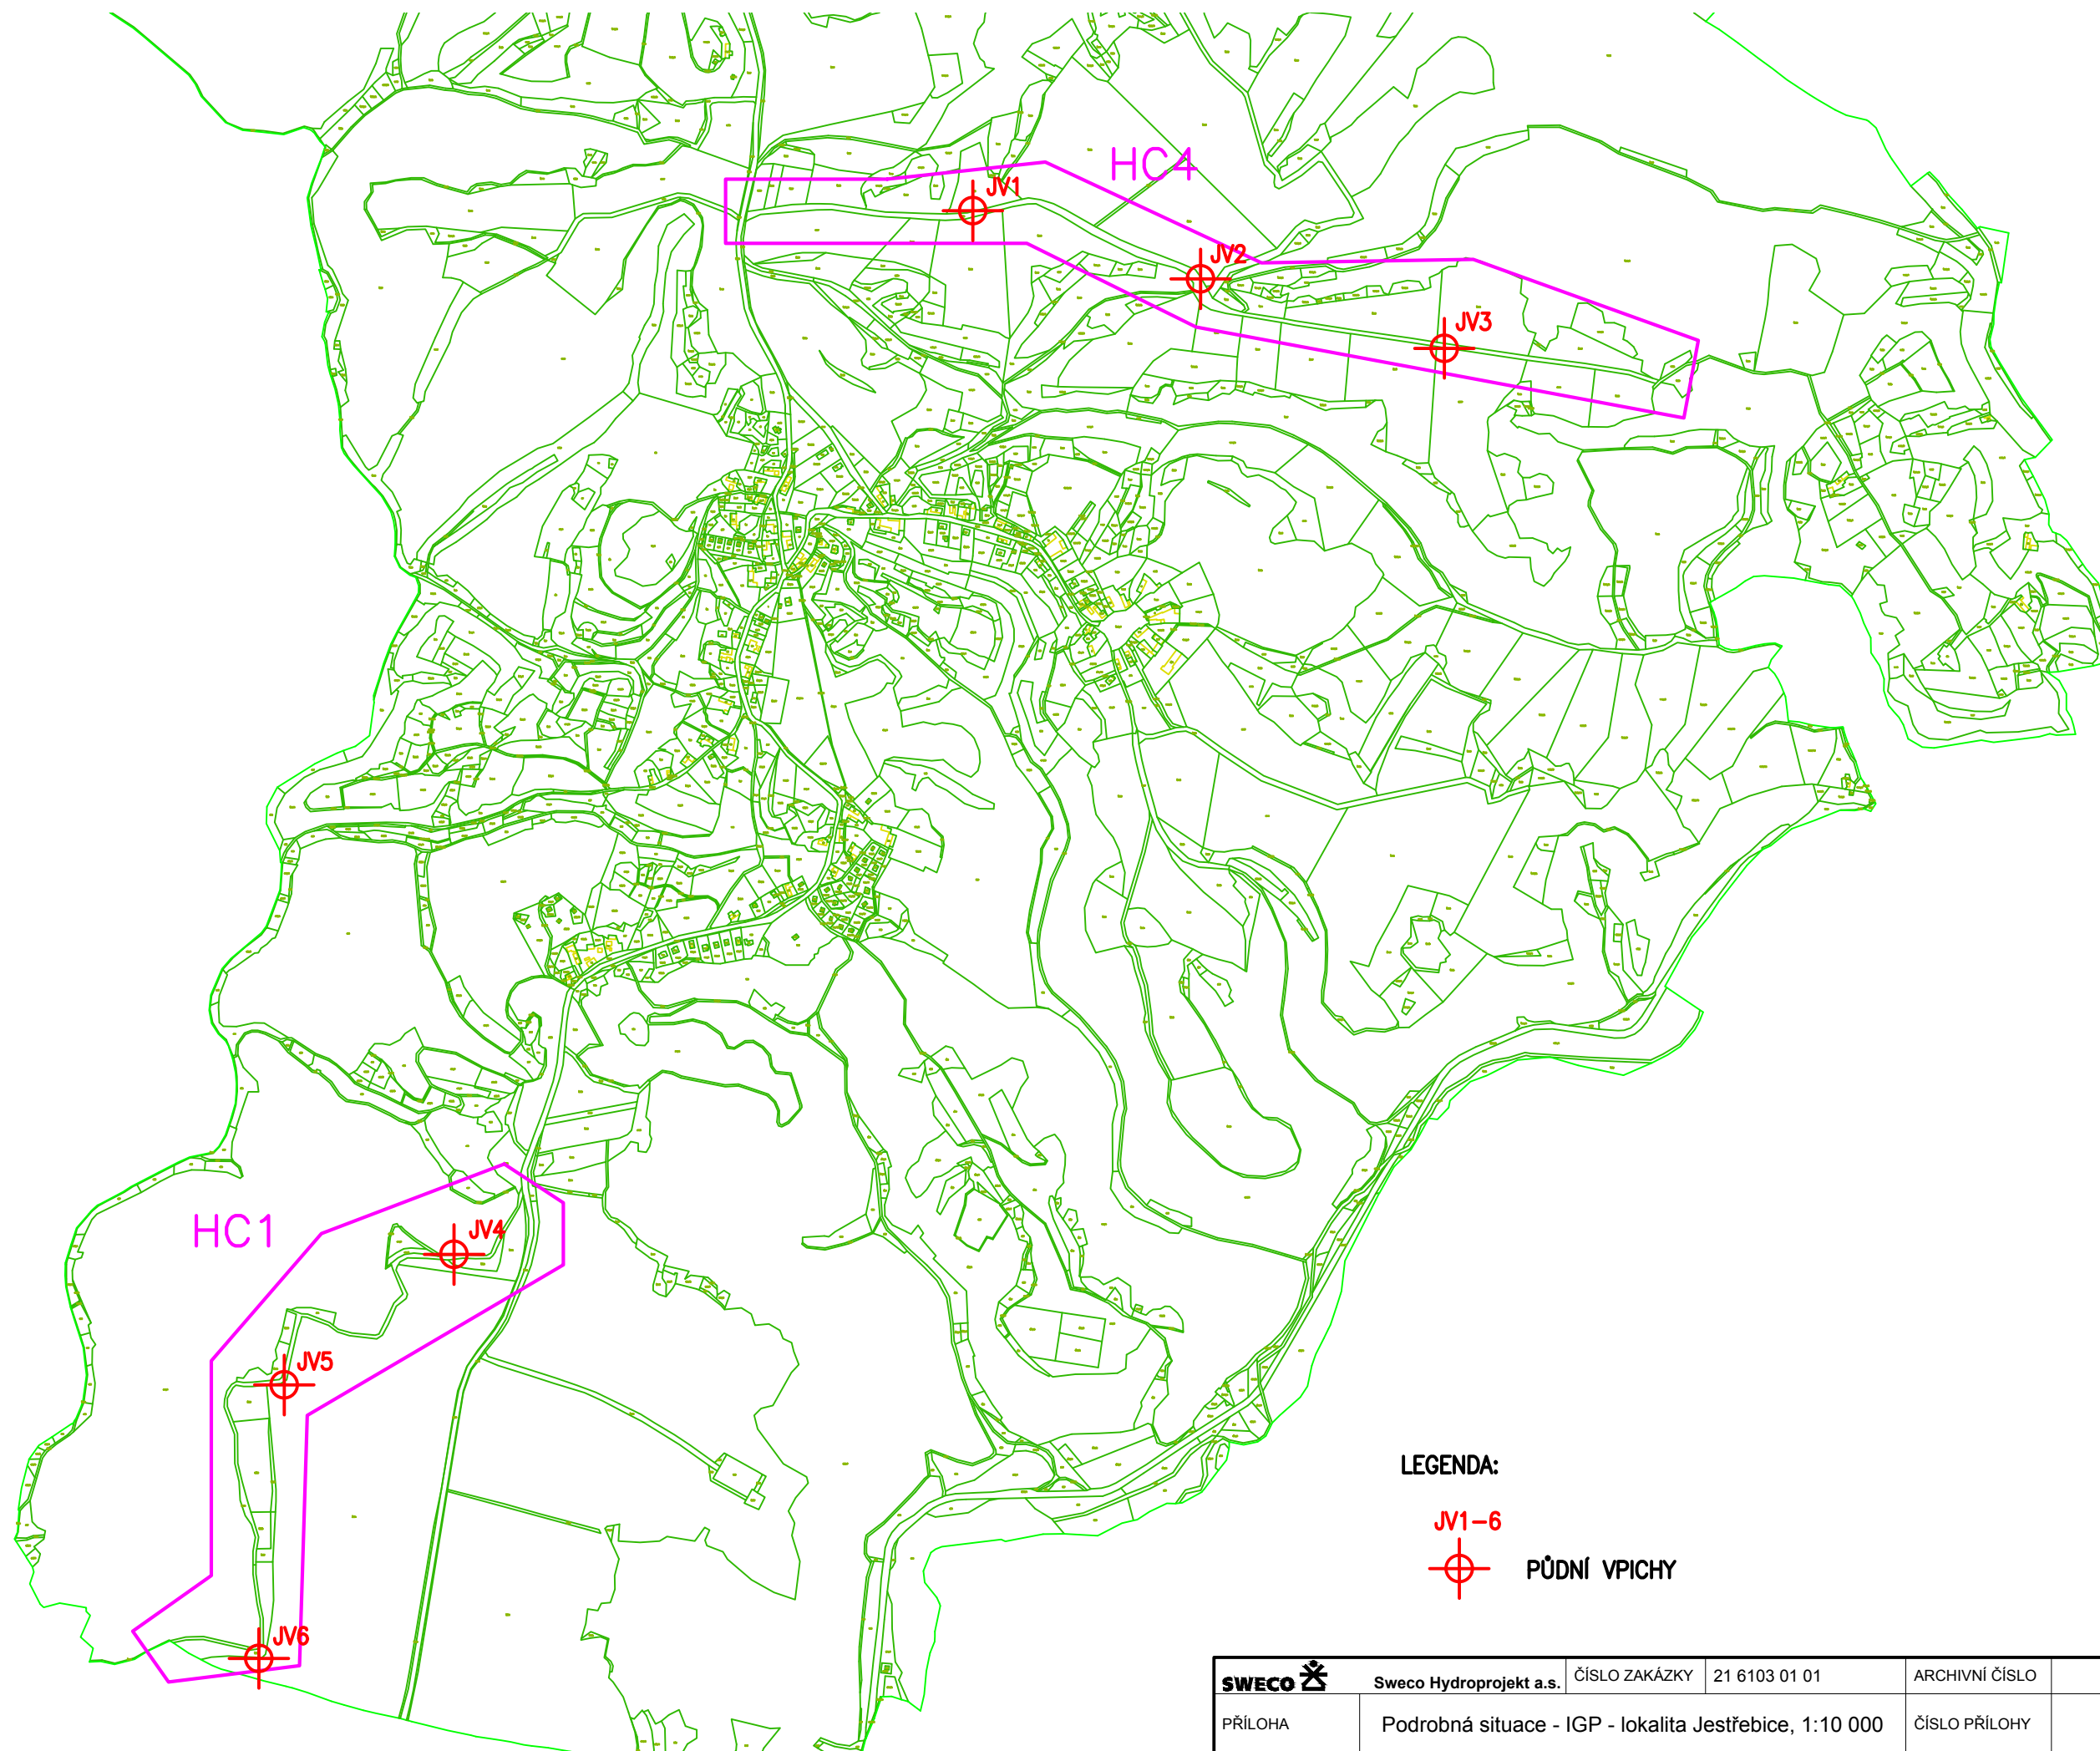 HC4
JV1
JV2
JV3
HC1
JV4
JV5
JV6
LEGENDA:
JV1-6
PŮDNÍ VPICHY
SWECO Sweco Hydroprojekt a.s. ČÍSLO ZAKÁZKY 21 6103 01 01 ARCHIVNÍ ČÍSLO
PŘÍLOHA Podrobná situace - IGP - lokalita Jestřebice, 1:10 000 ČÍSLO PŘÍLOHY